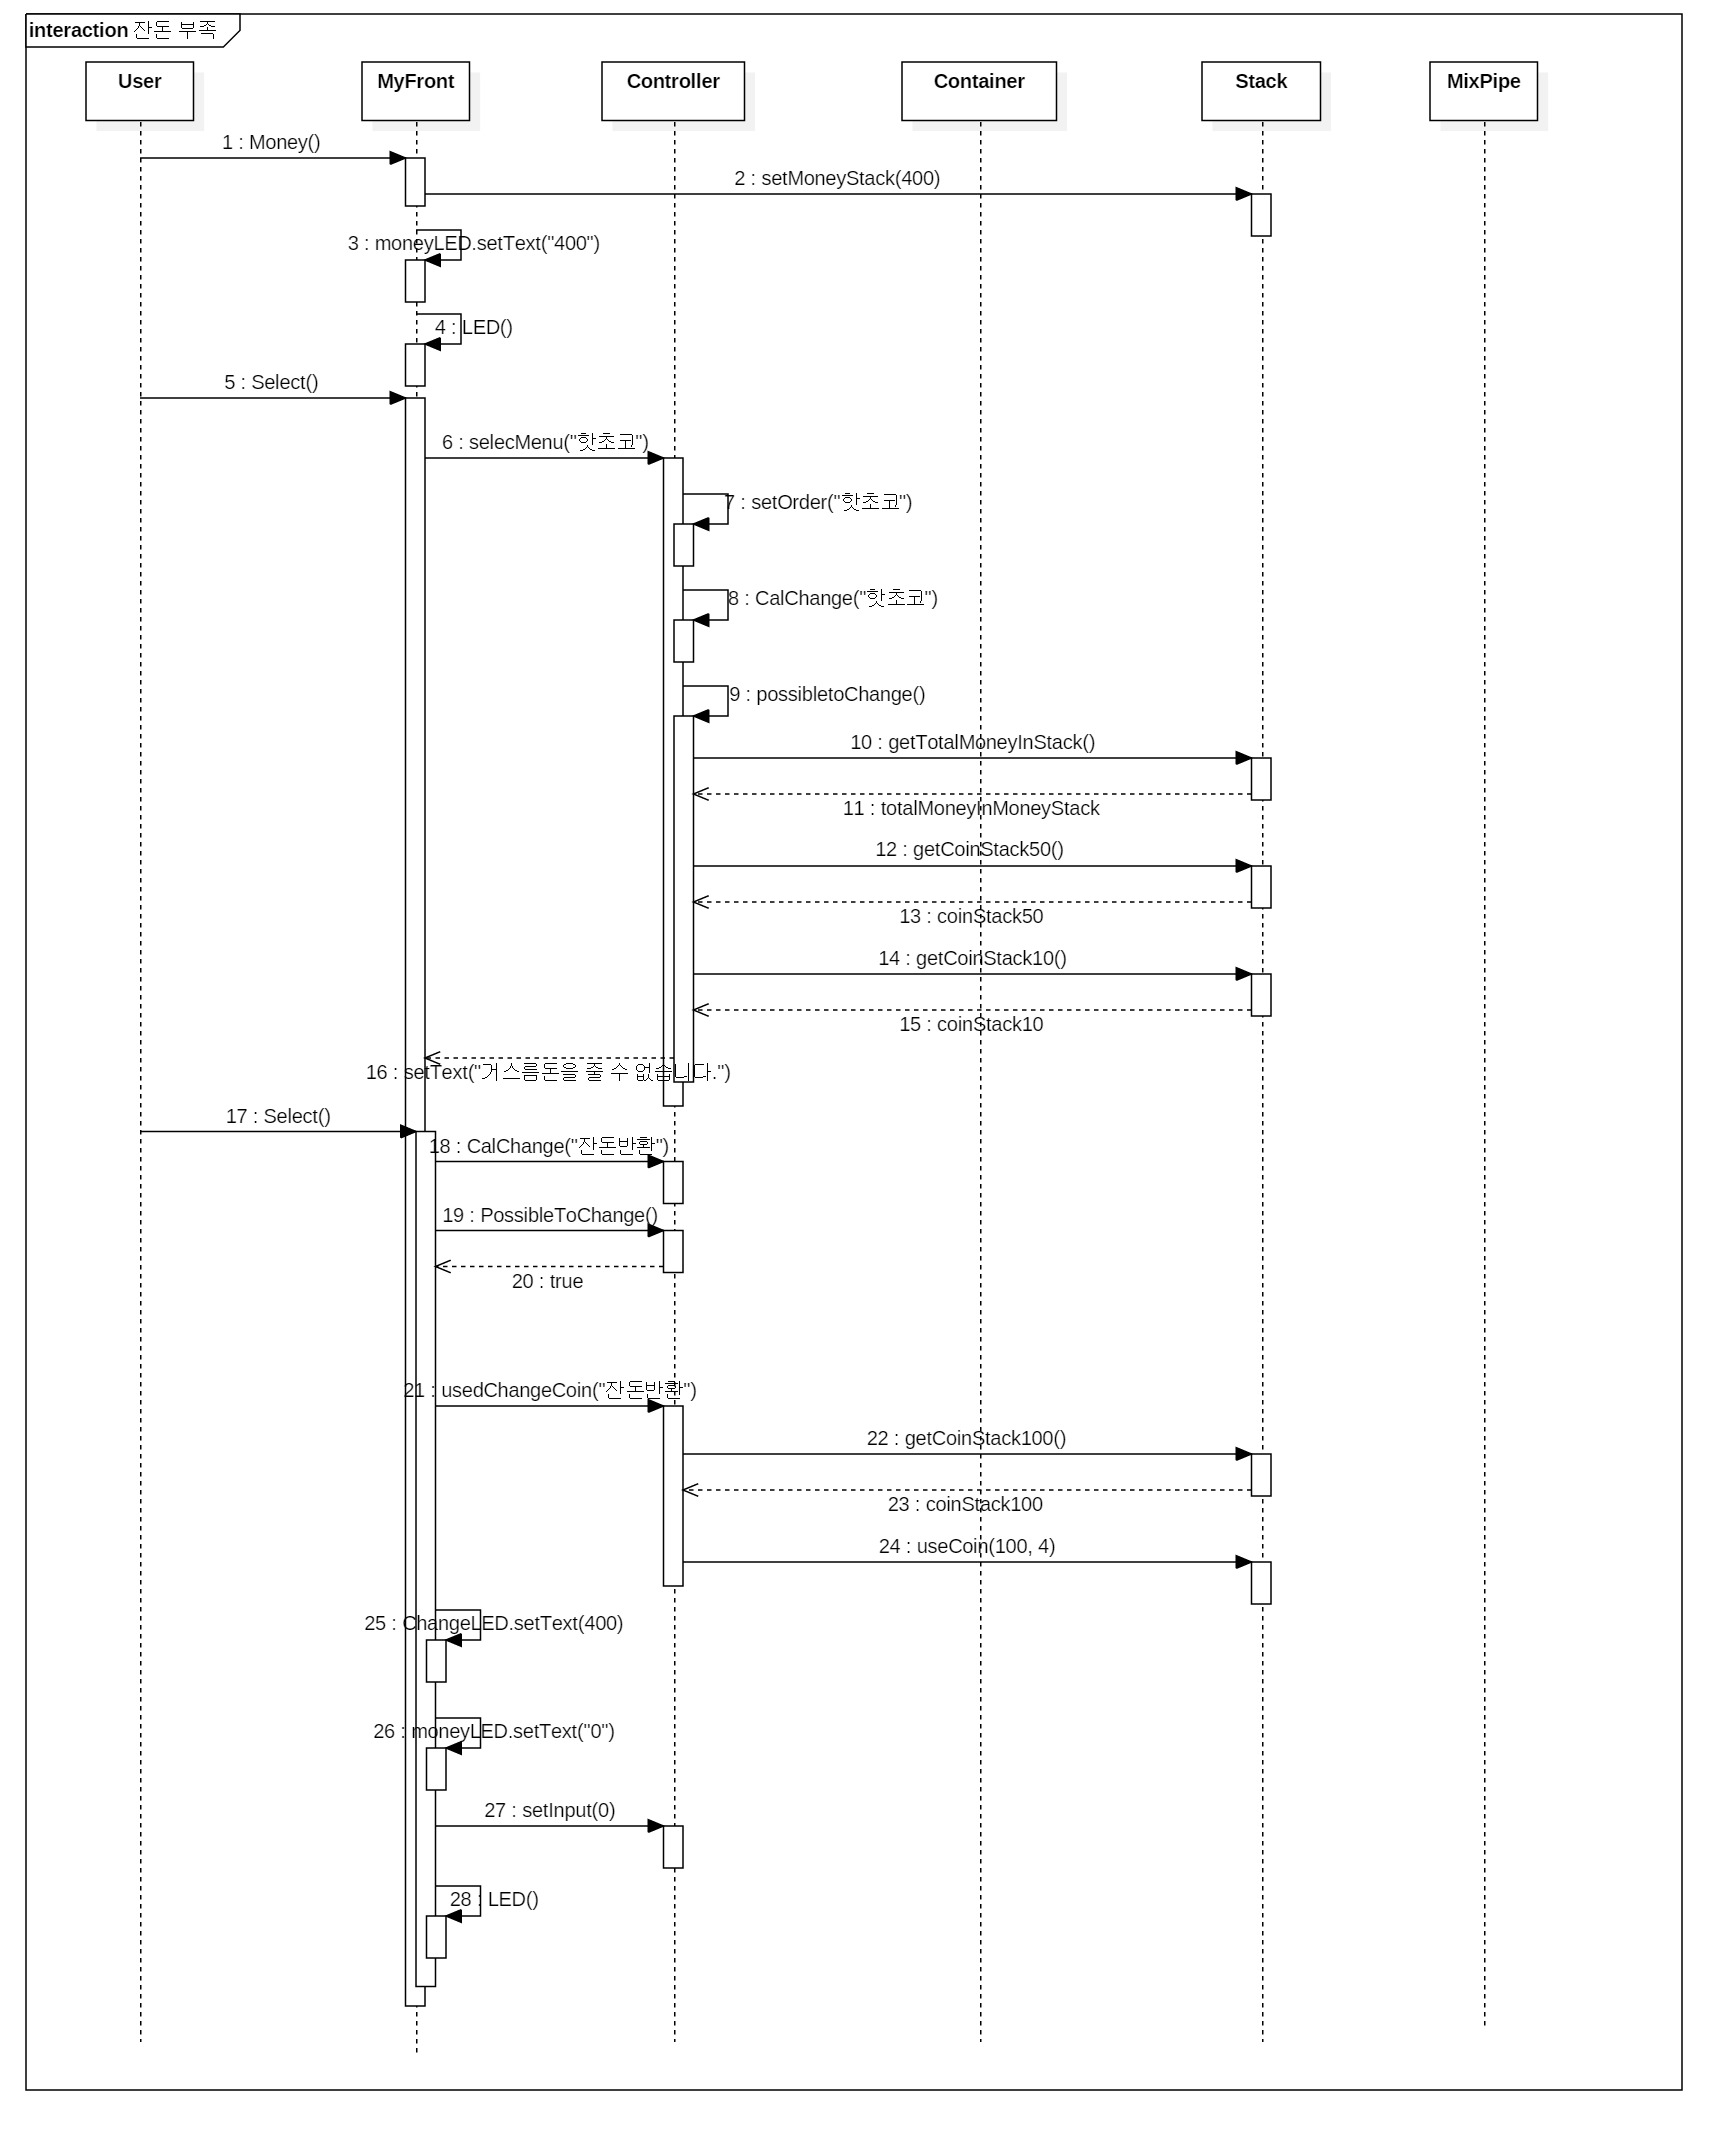 interaction 잔돈 부족
User
MyFront
Controller
Container
Stack
MixPipe
1 : Money()
2 : setMoneyStack(400)
3 : moneyLED.setText("400")
4 : LED()
5 : Select()
6 : selecMenu("핫초코")
7 : setOrder("핫초코")
8 : CalChange("핫초코")
9 : possibletoChange()
10 : getTotalMoneyInStack()
11 : totalMoneyInMoneyStack
12 : getCoinStack50()
13 : coinStack50
14 : getCoinStack10()
15 : coinStack10
16 : setText("거스름돈을 줄 수 없습니다.")
17 : Select()
18 : CalChange("잔돈반환")
19 : PossibleToChange()
20 : true
21 : usedChangeCoin("잔돈반환")
22 : getCoinStack100()
23 : coinStack100
24 : useCoin(100, 4)
25 : ChangeLED.setText(400)
26 : moneyLED.setText("0")
27 : setInput(0)
28 : LED()